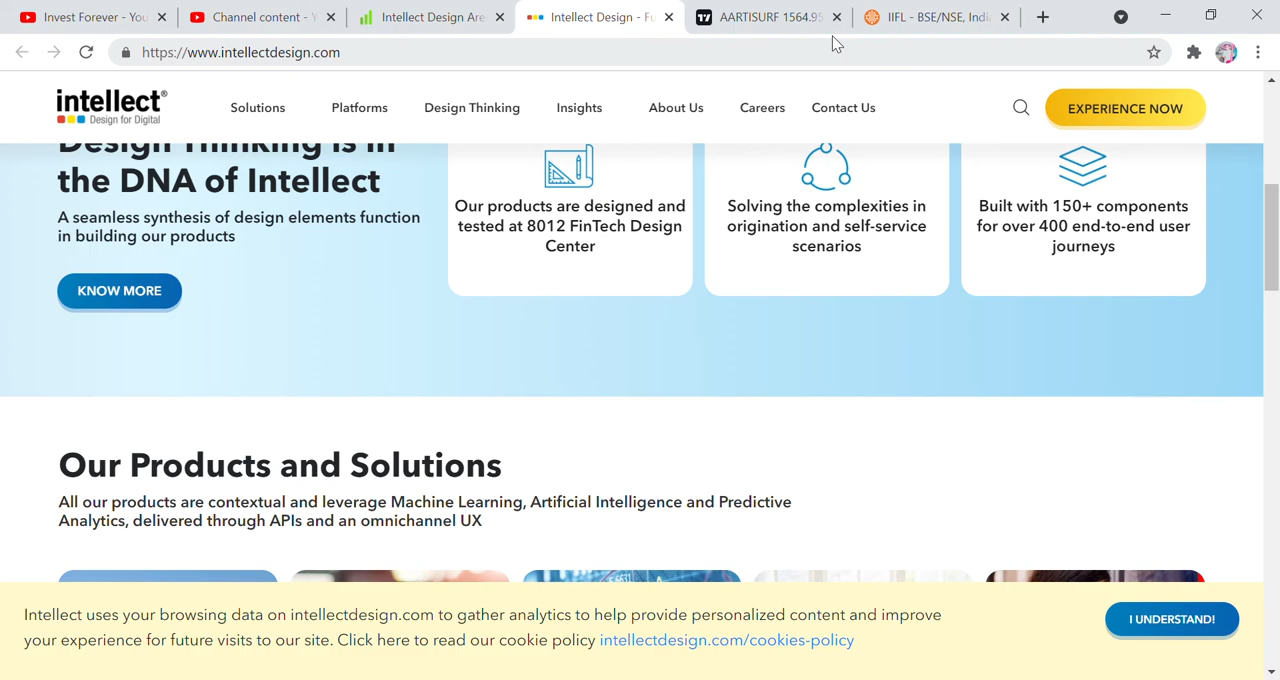 Invest Forever - You
Channel content - Y
Intellect Design Are
Intellect Design - Fu
AARTISURF 1564.95
IIFL - BSE/NSE, Indi
https://www.intellectdesign.com
intellect®
Design for Digital
Solutions
Platforms
Design Thinking
Insights
About Us
Careers
Contact Us
EXPERIENCE NOW
Design Thinking is in
the DNA of Intellect
A seamless synthesis of design elements function
in building our products
KNOW MORE
Our products are designed and
tested at 8012 FinTech Design
Center
Solving the complexities in
origination and self-service
scenarios
Built with 150+ components
for over 400 end-to-end user
journeys
Our Products and Solutions
All our products are contextual and leverage Machine Learning, Artificial Intelligence and Predictive
Analytics, delivered through APIs and an omnichannel UX
Intellect uses your browsing data on intellectdesign.com to gather analytics to help provide personalized content and improve
your experience for future visits to our site. Click here to read our cookie policy intellectdesign.com/cookies-policy
I UNDERSTAND!